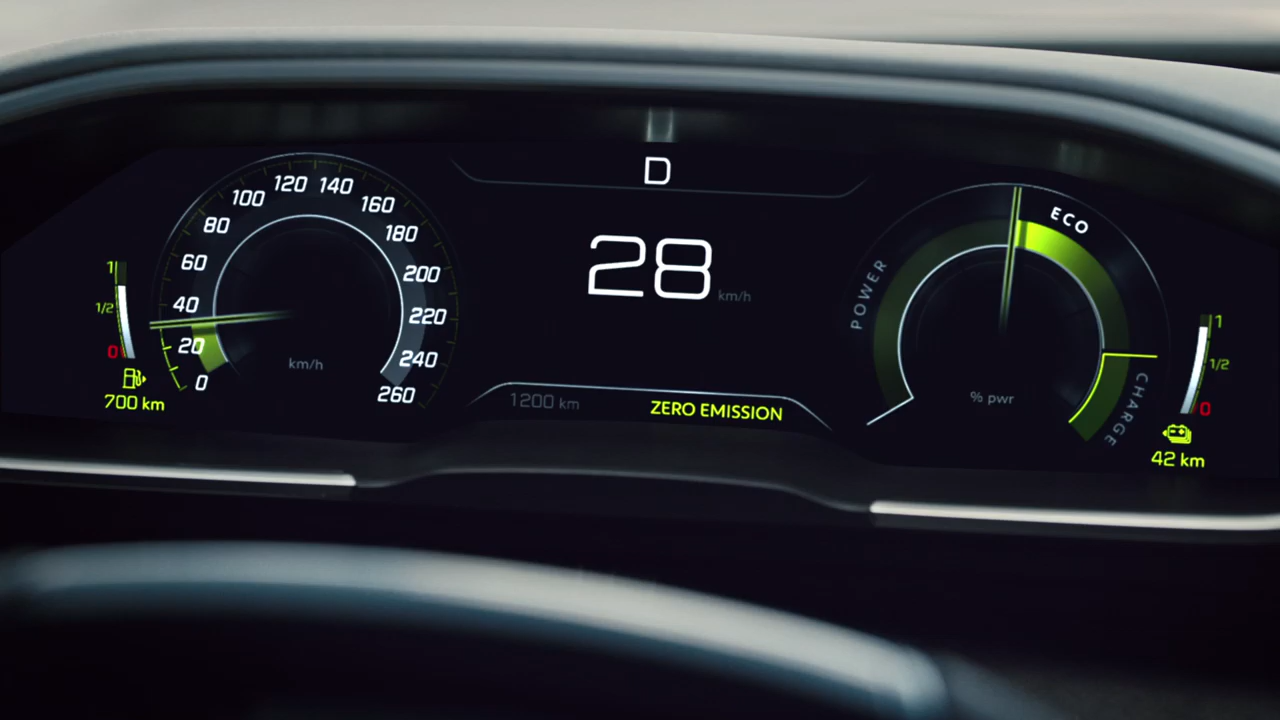 D
28 km/h
0
20
40
60
80
100
120
140
160
180
200
220
240
260
km/h
1
1/2
0
700 km
1200 km
ZERO EMISSION
POWER
ECO
CHARGE
% pwr
1
1/2
0
42 km